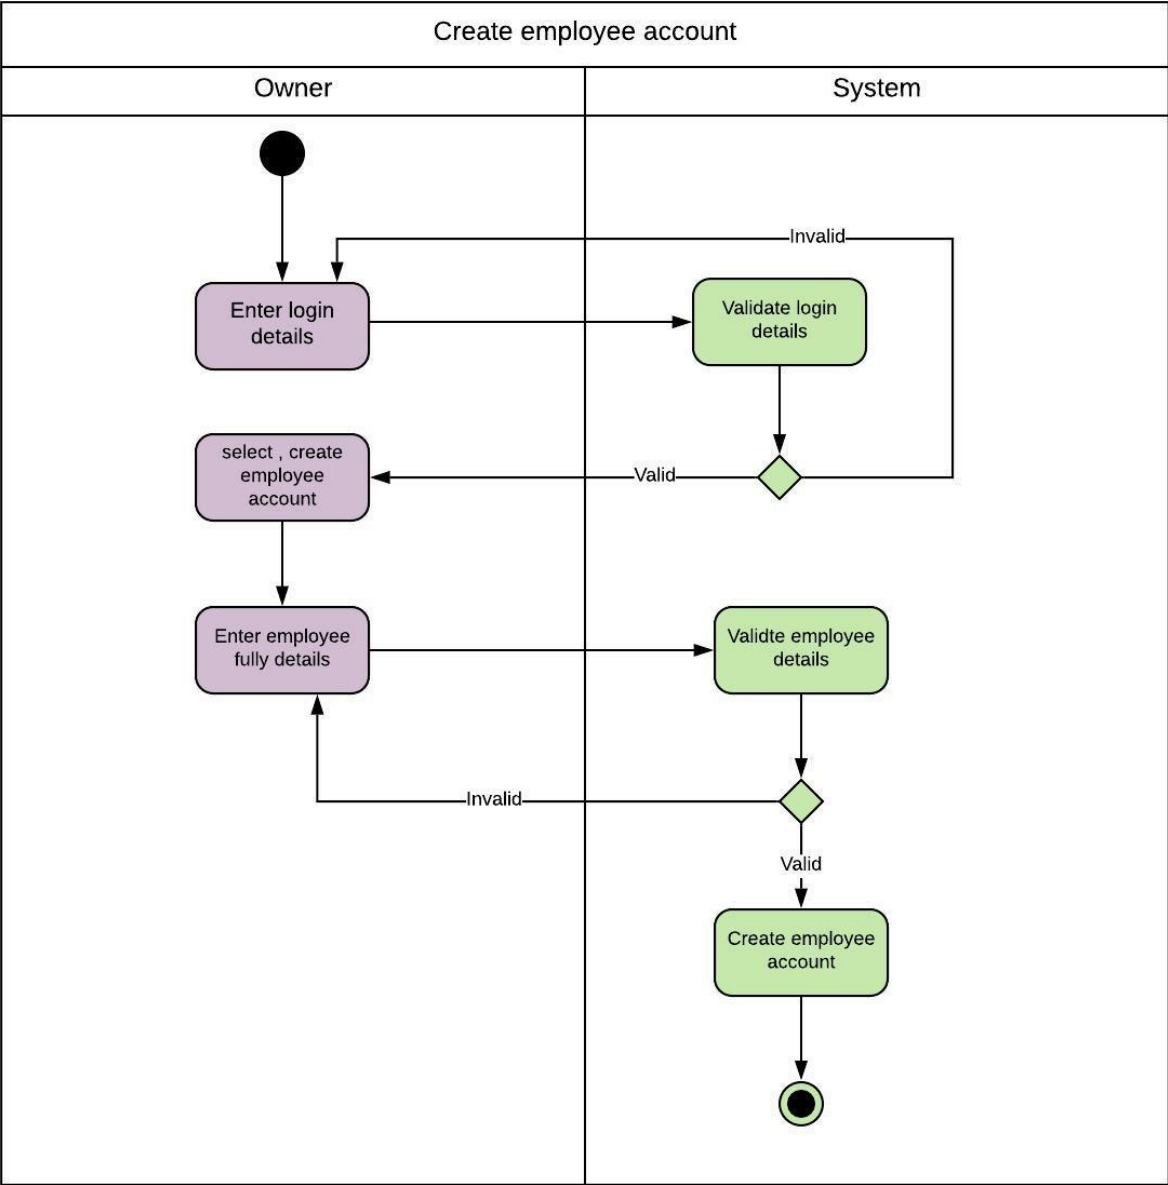 Create employee account
Owner
System
Invalid
Enter login
details
Validate login
details
select , create
employee
account
Valid
Enter employee
fully details
Validte employee
details
Invalid
Valid
Create employee
account